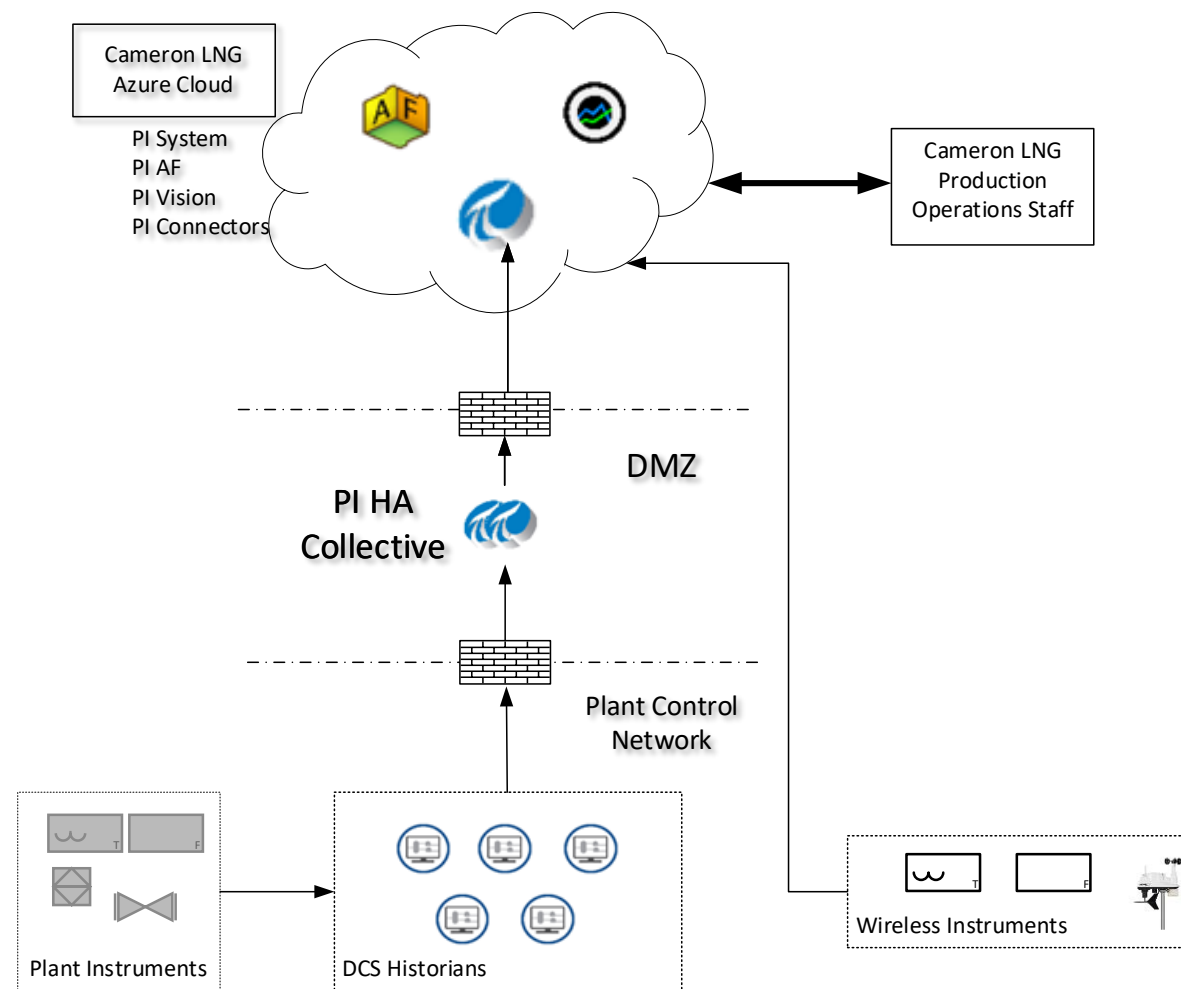 Cameron LNG
Azure Cloud
PI System
PI AF
PI Vision
PI Connectors
A F
Cameron LNG
Production
Operations Staff
DMZ
PI HA
Collective
Plant Control
Network
T
F
Plant Instruments
DCS Historians
T
F
Wireless Instruments